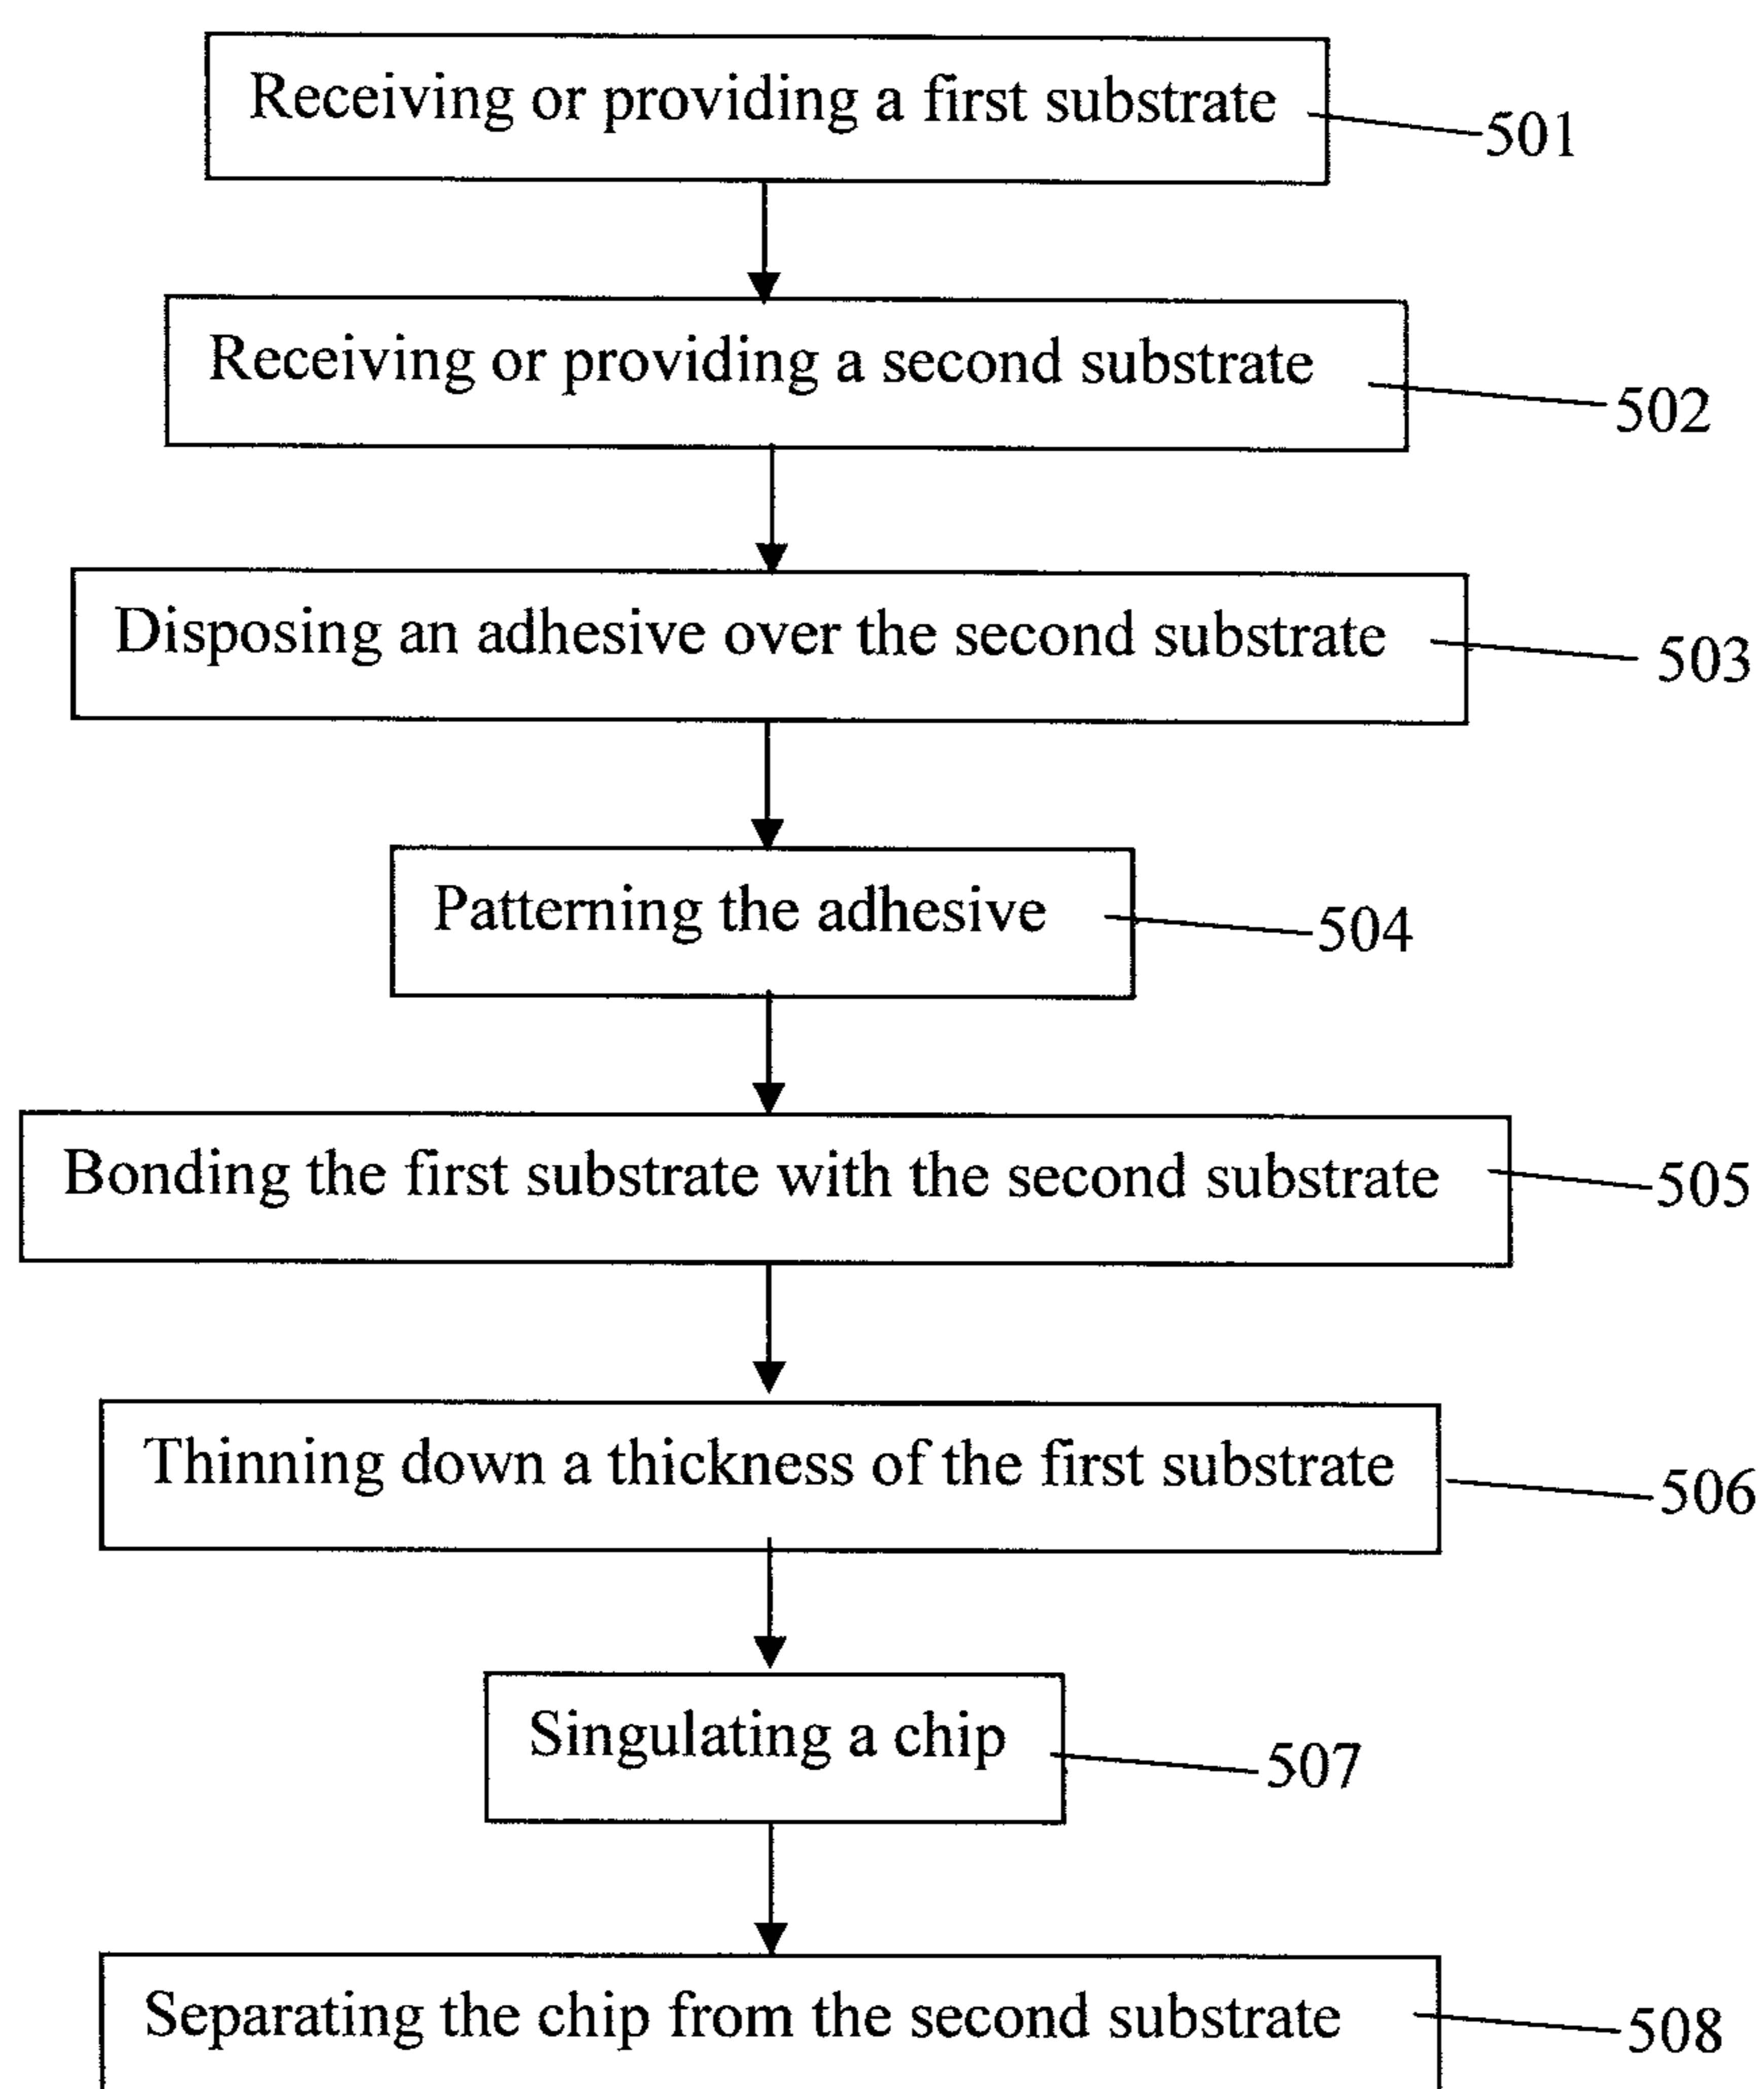 Receiving or providing a first substrate
501
Receiving or providing a second substrate
502
Disposing an adhesive over the second substrate
503
Patterning the adhesive
504
Bonding the first substrate with the second substrate
505
Thinning down a thickness of the first substrate
506
Singulating a chip
507
Separating the chip from the second substrate
508